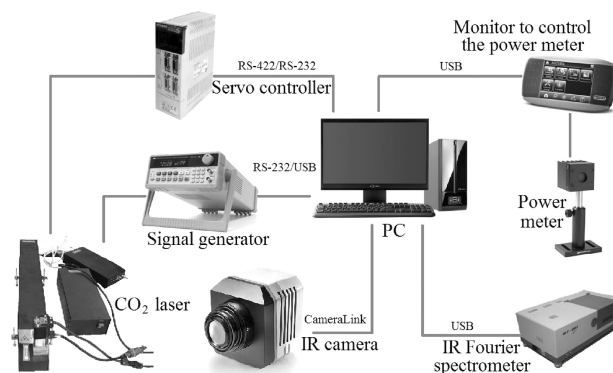 Monitor to control
the power meter
RS-422/RS-232
USB
Servo controller
RS-232/USB
Signal generator
PC
Power
meter
CO₂ laser
CameraLink
IR camera
USB
IR Fourier
spectrometer